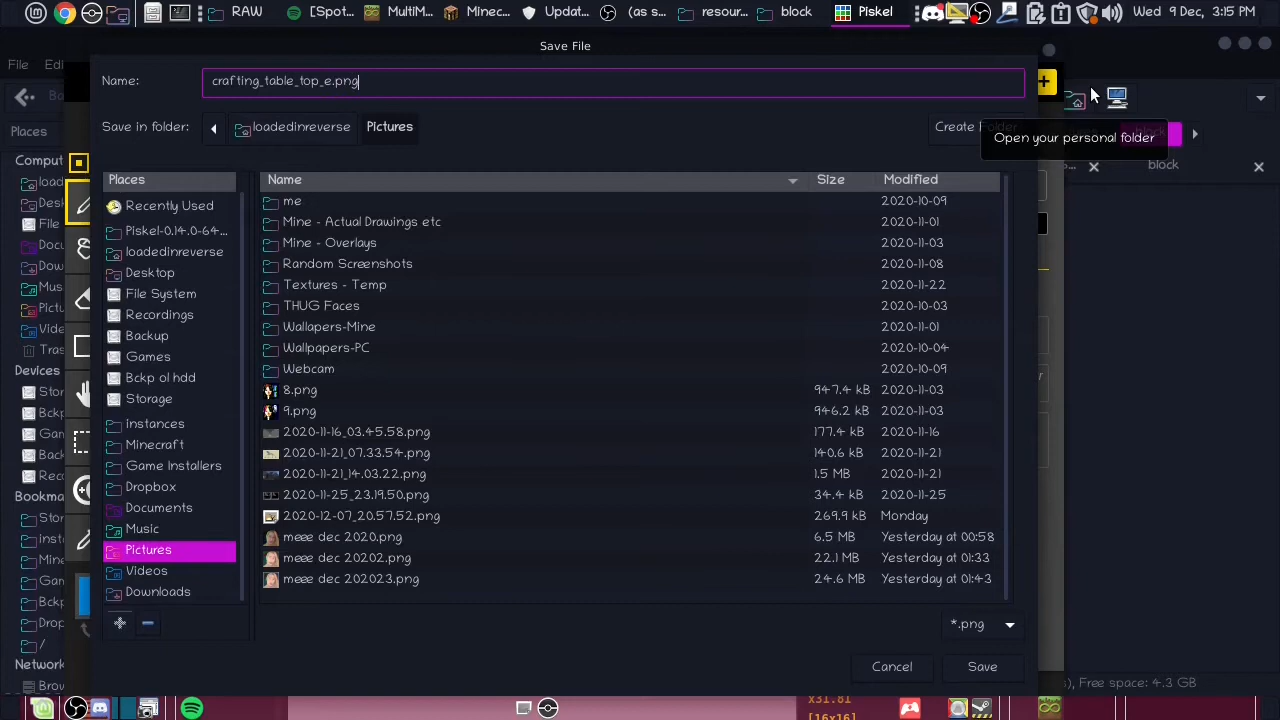 RAW
[Spot..
MultiM...
Minec...
Updat...
(as s...
resour...
block
Piskel
Wed 9 Dec, 3:15 PM
Save File
File
Name:
crafting_table_top_e.png
Save in folder:
loadedinreverse
Pictures
Create Folder
Open your personal folder
Places
block
Comput
Places
Name
Size
Modified
Recently Used
Piskel-0.14.0-64...
loadedinreverse
Desktop
File System
Recordings
Backup
Games
Bckp ol hdd
Storage
instances
Minecraft
Game Installers
Dropbox
Documents
Music
Pictures
Videos
Downloads
me 2020-10-09
Mine - Actual Drawings etc 2020-11-01
Mine - Overlays 2020-11-03
Random Screenshots 2020-11-08
Textures - Temp 2020-11-22
THUG Faces 2020-10-03
Wallapers-Mine 2020-11-01
Wallpapers-PC 2020-10-04
Webcam 2020-10-09
8.png 947.4 kB 2020-11-03
9.png 946.2 kB 2020-11-03
2020-11-16_03.45.58.png 177.4 kB 2020-11-16
2020-11-21_07.33.54.png 140.6 kB 2020-11-21
2020-11-21_14.03.22.png 1.5 MB 2020-11-21
2020-11-25_23.19.50.png 34.4 kB 2020-11-25
2020-12-07_20.57.52.png 269.9 kB Monday
meee dec 2020.png 6.5 MB Yesterday at 00:58
meee dec 20202.png 22.1 MB Yesterday at 01:33
meee dec 202023.png 24.6 MB Yesterday at 01:43
Devices
Bookma
Network
*.png
Cancel
Save
Free space: 4.3 GB
x31.81
[16x16]